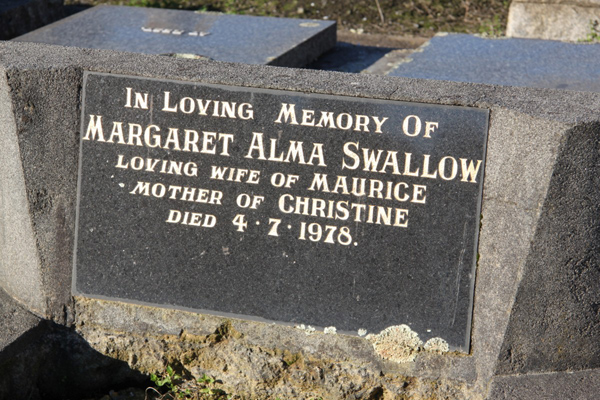 In Loving Memory Of
MARGARET ALMA SWALLOW
LOVING WIFE OF MAURICE
MOTHER OF CHRISTINE
DIED 4·7·1978.